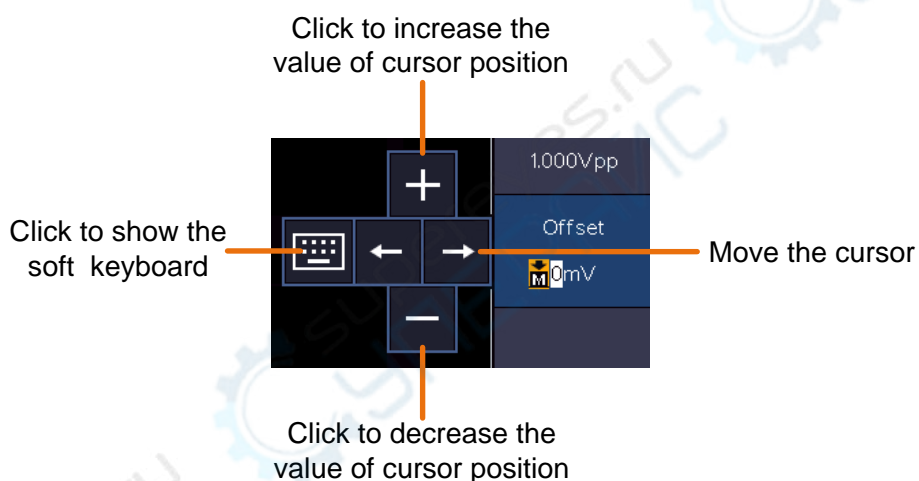 Click to increase the
value of cursor position
1.000Vpp
Offset
M 0mV
Click to show the
soft keyboard
Move the cursor
Click to decrease the
value of cursor position